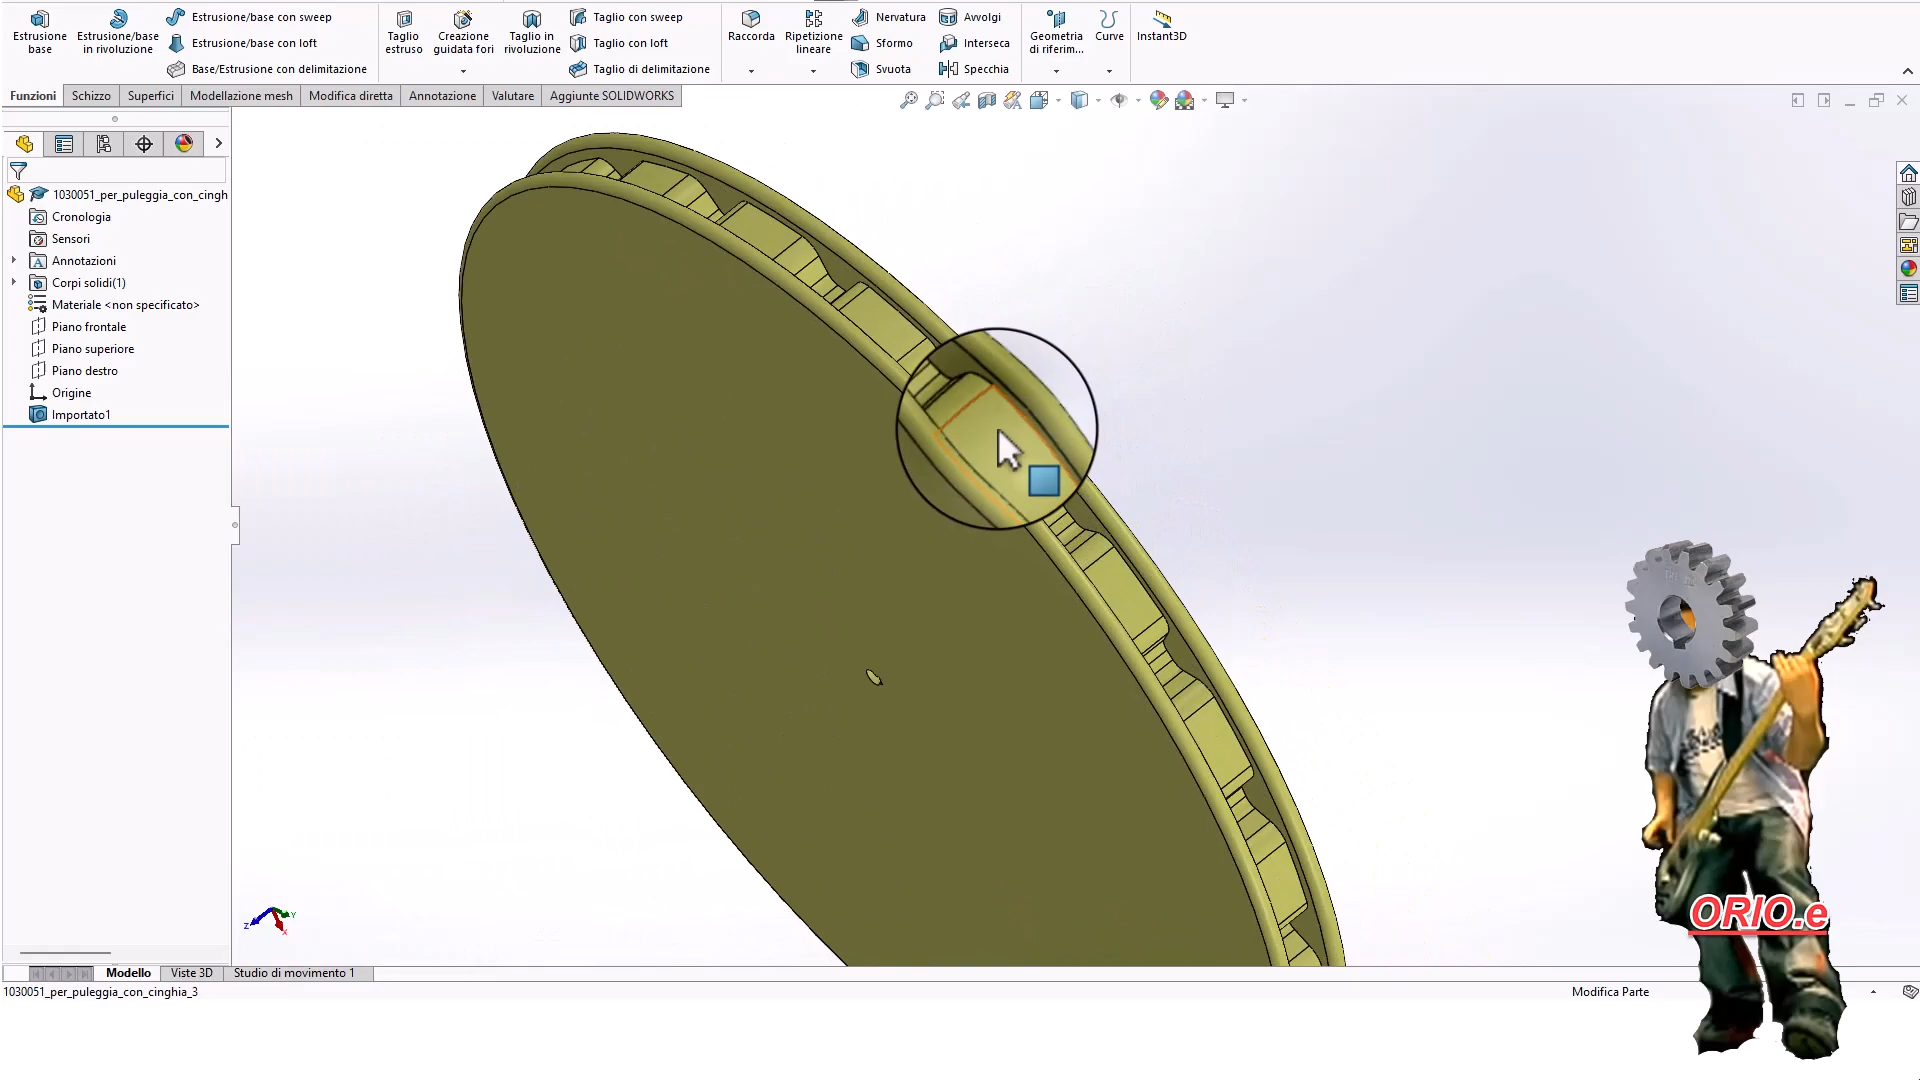 Estrusione
base
Estrusione/base
in rivoluzione
Estrusione/base con sweep
Estrusione/base con loft
Base/Estrusione con delimitazione
Taglio
estruso
Creazione
guidata fori
Taglio in
rivoluzione
Taglio con sweep
Taglio con loft
Taglio di delimitazione
Raccorda
Ripetizione
lineare
Nervatura
Sformo
Svuota
Avvolgi
Interseca
Specchia
Geometria
di riferim...
Curve
Instant3D
Funzioni
Schizzo
Superfici
Modellazione mesh
Modifica diretta
Annotazione
Valutare
Aggiunte SOLIDWORKS
1030051_per_puleggia_con_cingh
Cronologia
Sensori
Annotazioni
Corpi solidi(1)
Materiale <non specificato>
Piano frontale
Piano superiore
Piano destro
Origine
Importato1
Z
Y
X
ORIO.e
Modello
Viste 3D
Studio di movimento 1
1030051_per_puleggia_con_cinghia_3
Modifica Parte